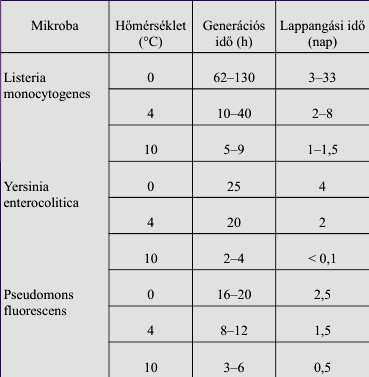 Mikroba Hőmérséklet (°C) Generációs idő (h) Lappangási idő (nap)
Listeria monocytogenes 0 62–130 3–33
4 10–40 2–8
10 5–9 1–1,5
Yersinia enterocolitica 0 25 4
4 20 2
10 2–4 < 0,1
Pseudomons fluorescens 0 16–20 2,5
4 8–12 1,5
10 3–6 0,5